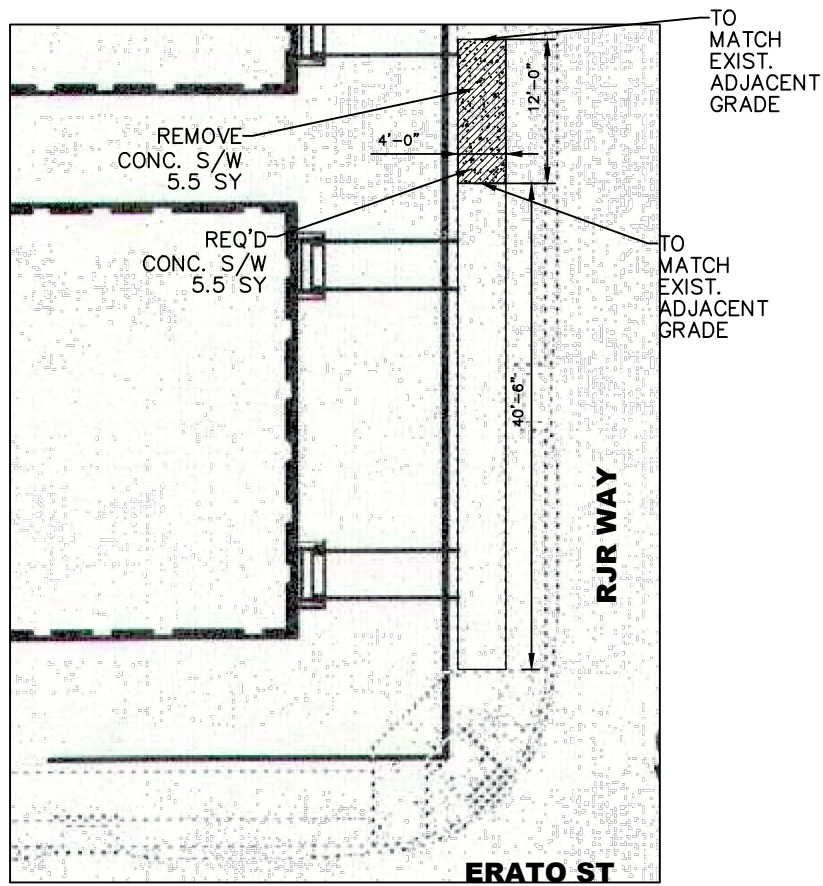 TO
MATCH
EXIST.
ADJACENT
GRADE
12'-0"
REMOVE
CONC. S/W
5.5 SY
4'-0"
REQ'D
CONC. S/W
5.5 SY
TO
MATCH
EXIST.
ADJACENT
GRADE
40'-6"
RJR WAY
ERATO ST